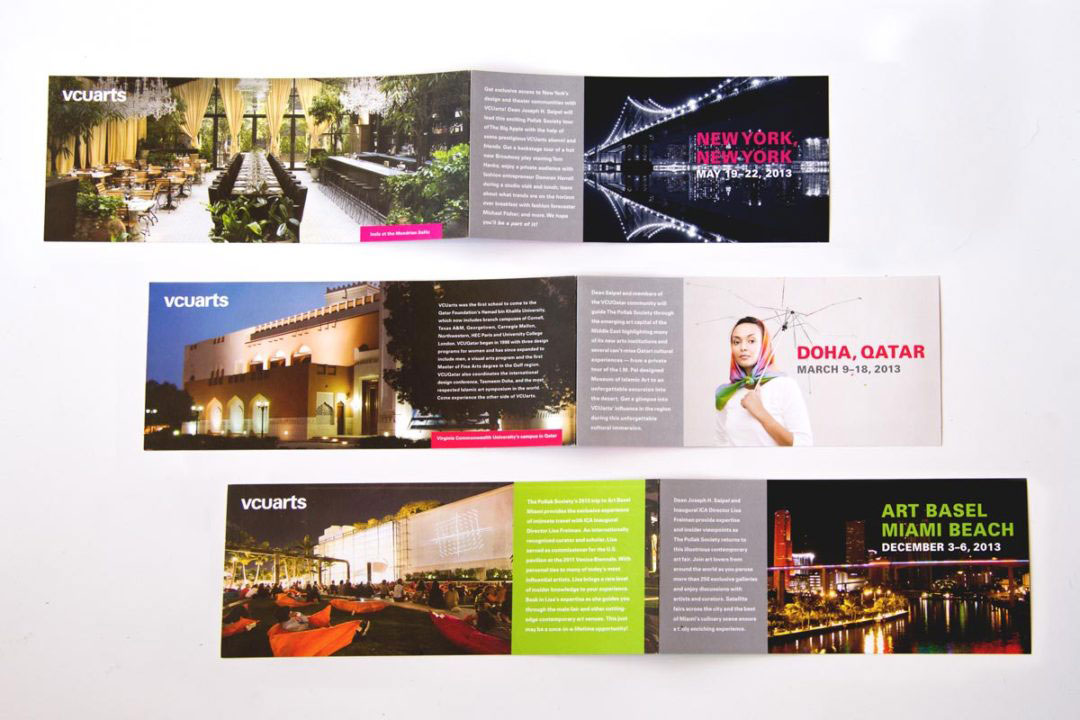 vcuarts
Get exclusive access to New York's
design and theater communities with
VCUarts! Dean Joseph H. Seipel will
lead this exciting Pollak Society tour
of The Big Apple with the help of
some prestigious VCUarts alumni and
friends. Get a backstage tour of a hot
new Broadway play starring Tom
Hanks; enjoy a private audience with
fashion entrepreneur Dameon Harrell
during a studio visit and lunch; learn
about what trends are on the horizon
over breakfast with fashion forecaster
Michael Fisher; and more. We hope
you'll be a part of it!
NEW YORK,
NEW YORK
MAY 19–22, 2013
at the Mondrian SoHo
vcuarts
VCUarts was the first school to come to the
Qatar Foundation's Hamad bin Khalifa University,
which now includes branch campuses of Cornell,
Texas A&M, Georgetown, Carnegie Mellon,
Northwestern, HEC Paris and University College
London. VCUQatar began in 1998 with three design
programs for women and has since expanded to
include men, a visual arts program and the first
Master of Fine Arts degree in the Gulf region.
VCUQatar also coordinates the international
design conference, Tasmeem Doha, and the most
respected Islamic art symposium in the world.
Come experience the other side of VCUarts.
Virginia Commonwealth University's campus in Qatar
Dean Seipel and members of
the VCUQatar community will
guide The Pollak Society through
the emerging art capital of the
Middle East highlighting many
of its new arts institutions and
several can't-miss Qatari cultural
experiences — from a private
tour of the I.M. Pei designed
Museum of Islamic Art to an
unforgettable excursion into
the desert. Get a glimpse into
VCUarts' influence in the region
during this unforgettable
cultural immersion.
DOHA, QATAR
MARCH 9–18, 2013
vcuarts
The Pollak Society's 2013 trip to Art Basel
Miami provides the exclusive experience
of intimate travel with ICA Inaugural
Director Lisa Freiman. An internationally
recognized curator and scholar, Lisa
served as commissioner for the U.S.
pavilion at the 2011 Venice Biennale. With
personal ties to many of today's most
influential artists, Lisa brings a new level
of insider knowledge to your experience.
Bask in Lisa's expertise as she guides you
through the main fair and other cutting-
edge contemporary art venues. This just
may be a once-in-a-lifetime opportunity!
Dean Joseph H. Seipel and
Inaugural ICA Director Lisa
Freiman provide expertise
and insider viewpoints as
The Pollak Society returns to
this illustrious contemporary
art fair. Join art lovers from
around the world as you peruse
more than 250 exclusive galleries
and enjoy discussions with
artists and curators. Satellite
fairs across the city and the best
of Miami's culinary scene ensure
a truly enriching experience.
ART BASEL
MIAMI BEACH
DECEMBER 3–6, 2013